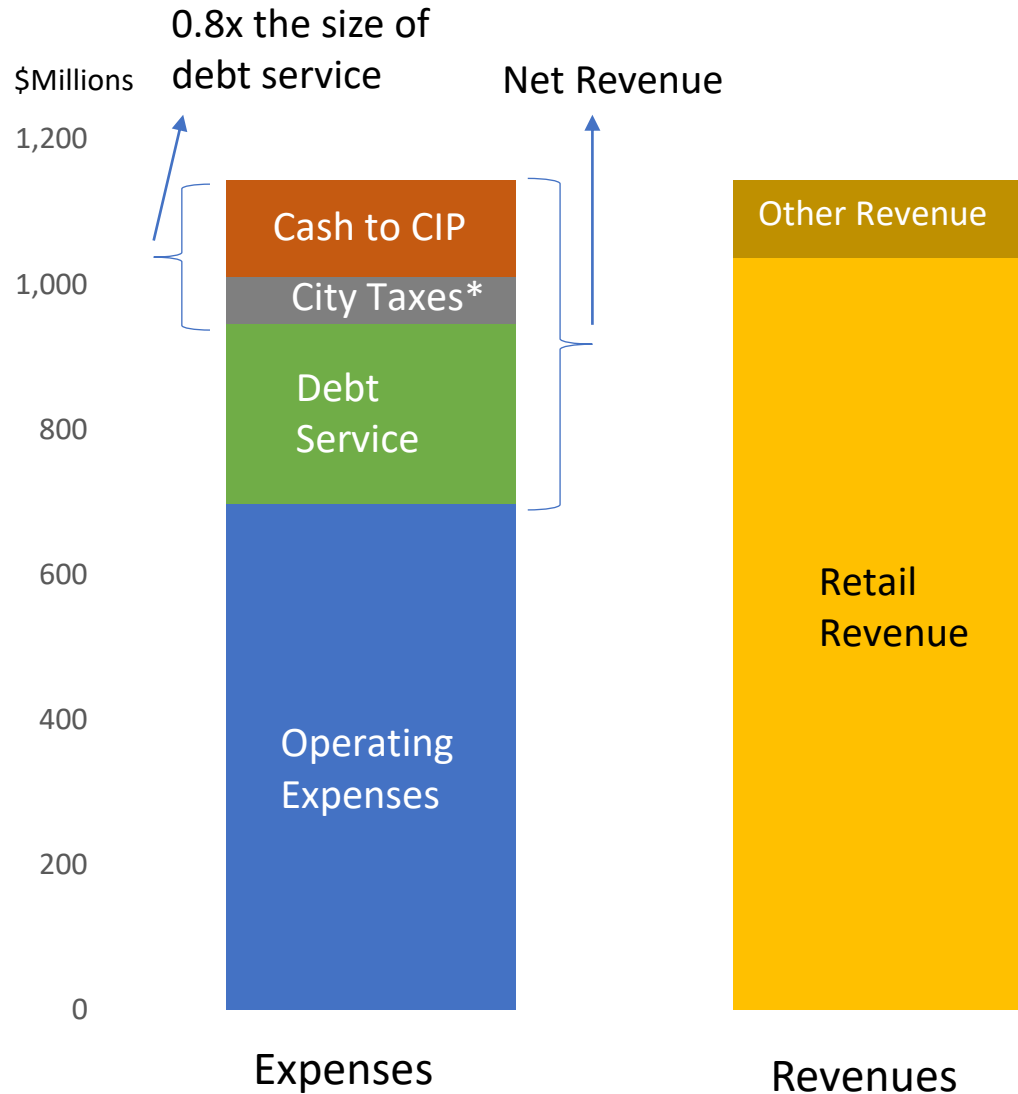 0.8x the size of
debt service
$Millions
Net Revenue
1,200
1,000
800
600
400
200
0
Cash to CIP
City Taxes*
Debt
Service
Operating
Expenses
Other Revenue
Retail
Revenue
Expenses
Revenues